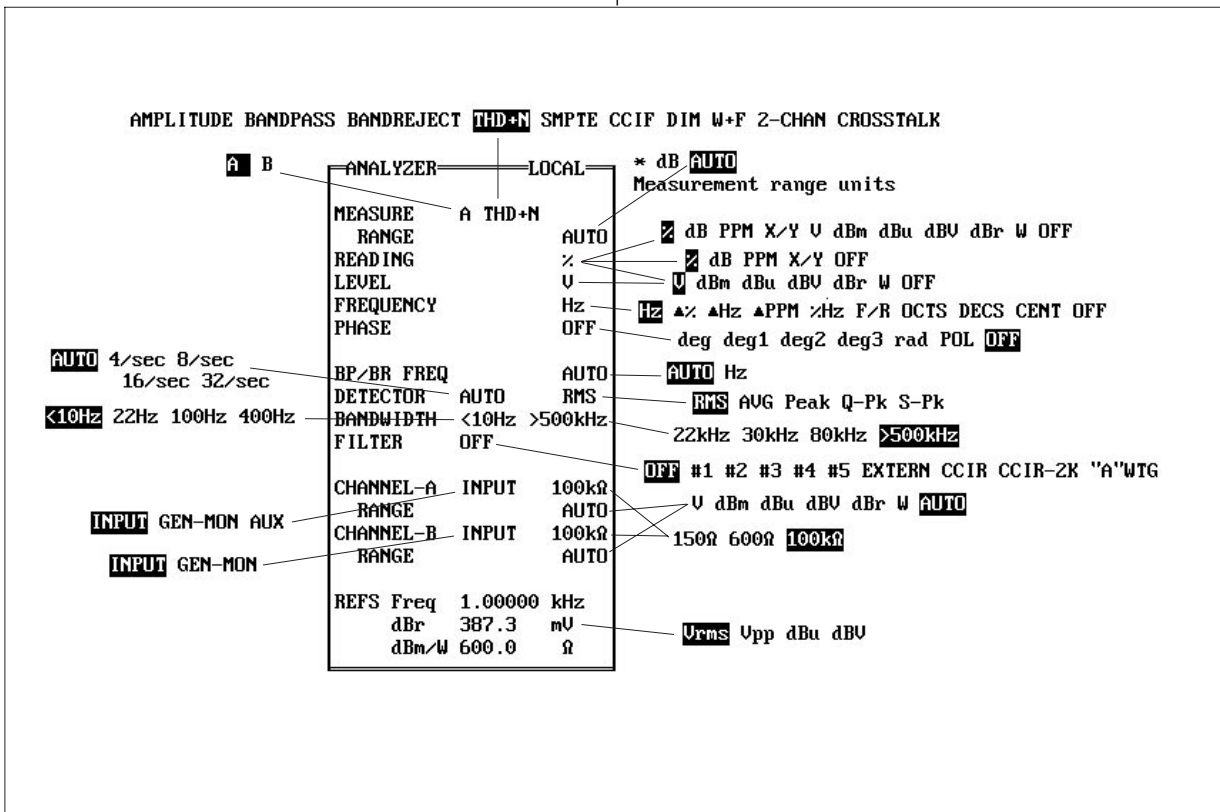 AMPLITUDE BANDPASS BANDREJECT THD+N SMPTE CCIF DIM W+F 2-CHAN CROSSTALK
A B
ANALYZER LOCAL
* dB AUTO
Measurement range units
MEASURE A THD+N
RANGE AUTO
% dB PPM X/Y V dBm dBu dBV dBr W OFF
READING %
% dB PPM X/Y OFF
LEVEL V
V dBm dBu dBV dBr W OFF
FREQUENCY Hz
Hz ▲% ▲Hz ▲PPM %Hz F/R OCTS DECS CENT OFF
PHASE OFF
deg deg1 deg2 deg3 rad POL OFF
AUTO 4/sec 8/sec
16/sec 32/sec
BP/BR FREQ AUTO
AUTO Hz
DETECTOR AUTO RMS
RMS AVG Peak Q-Pk S-Pk
<10Hz 22Hz 100Hz 400Hz
BANDWIDTH <10Hz >500kHz
22kHz 30kHz 80kHz >500kHz
FILTER OFF
OFF #1 #2 #3 #4 #5 EXTERN CCIR CCIR-2K "A"WTG
CHANNEL-A INPUT 100kΩ
RANGE AUTO
V dBm dBu dBV dBr W AUTO
INPUT GEN-MON AUX
CHANNEL-B INPUT 100kΩ
150Ω 600Ω 100kΩ
RANGE AUTO
INPUT GEN-MON
REFS Freq 1.00000 kHz
dBr 387.3 mV
Vrms Vpp dBu dBV
dBm/W 600.0 Ω